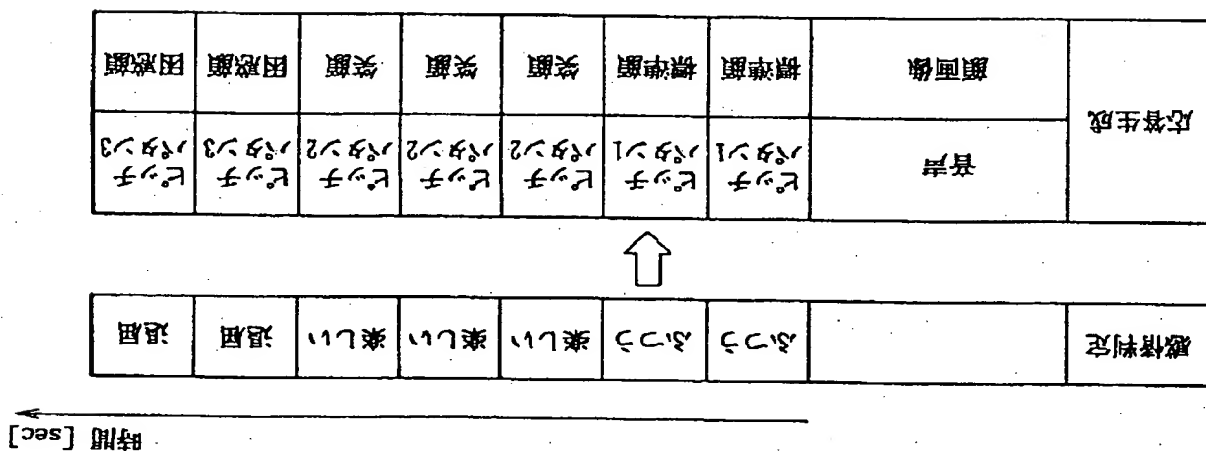 時間 [sec]
感情判定 ふつう ふつう 楽しい 楽しい 楽しい 退屈 退屈
応答生成
音声
ピッチ ピッチ ピッチ ピッチ ピッチ ピッチ ピッチ
パタン1 パタン1 パタン2 パタン2 パタン2 パタン3 パタン3
顔画像 標準顔 標準顔 笑顔 笑顔 笑顔 困惑顔 困惑顔